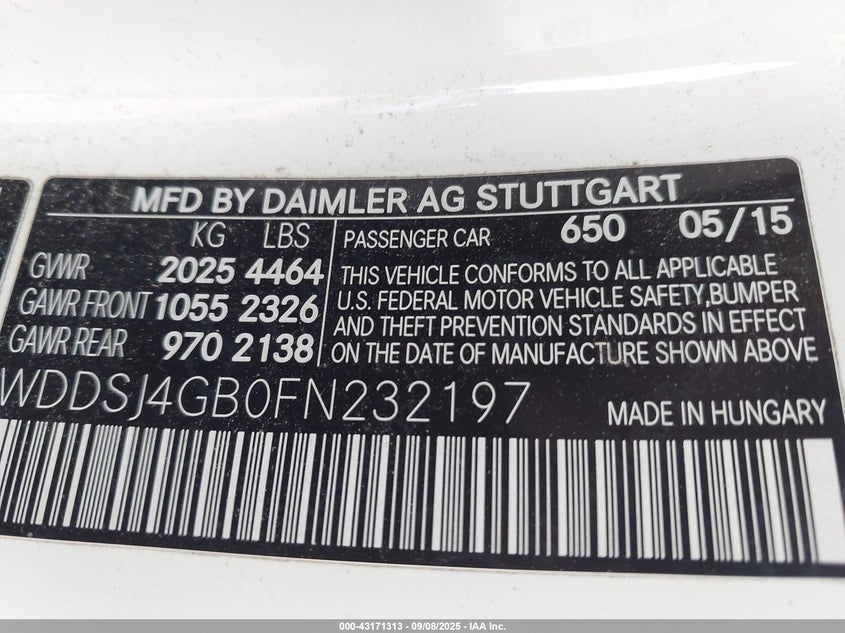 MFD BY DAIMLER AG STUTTGART
KG LBS
GVWR 2025 4464
GAWR FRONT 1055 2326
GAWR REAR 970 2138
PASSENGER CAR 650 05/15
THIS VEHICLE CONFORMS TO ALL APPLICABLE
U.S. FEDERAL MOTOR VEHICLE SAFETY,BUMPER
AND THEFT PREVENTION STANDARDS IN EFFECT
ON THE DATE OF MANUFACTURE SHOWN ABOVE
WDDSJ4GB0FN232197
MADE IN HUNGARY
000-43171313 - 09/08/2025 - IAA Inc.